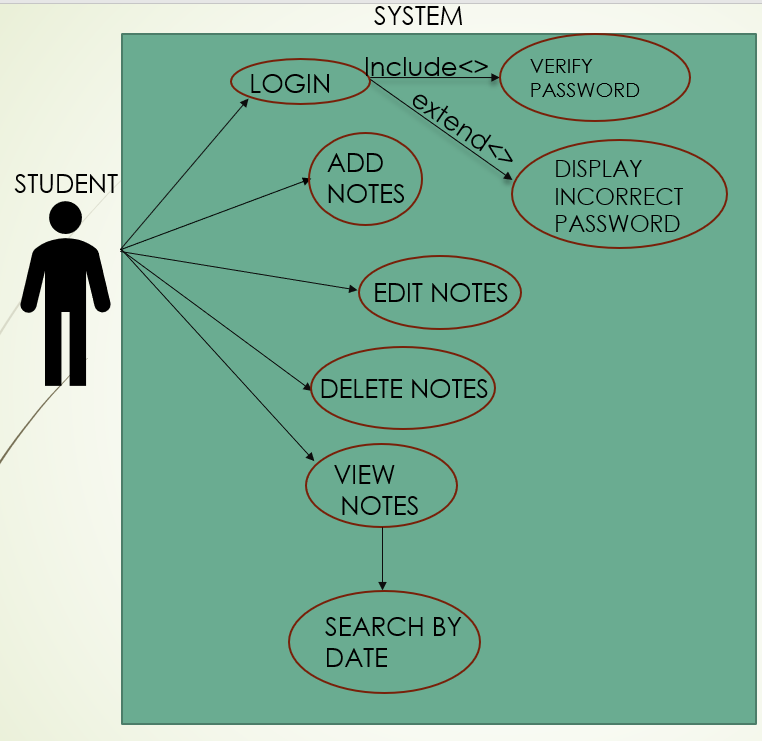 SYSTEM
LOGIN
Include<>
VERIFY
PASSWORD
extend<>
ADD
NOTES
DISPLAY
INCORRECT
PASSWORD
STUDENT
EDIT NOTES
DELETE NOTES
VIEW
NOTES
SEARCH BY
DATE